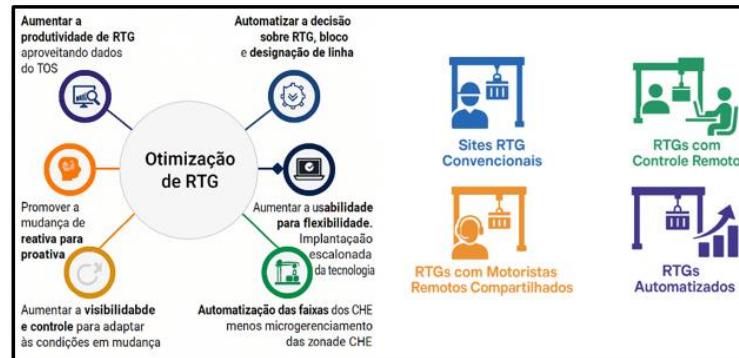 Aumentar a
produtividade de RTG
aproveitando dados
do TOS
Automatizar a decisão
sobre RTG, bloco
e designação de linha
Otimização
de RTG
Promover a
mudança de
reativa para
proativa
Aumentar a usabilidade
para flexibilidade.
Implantaçação
escalonada
da tecnologia
Aumentar a visibilidabde
e controle para adaptar
às condições em mudança
Automatização das faixas dos CHE
menos microgerenciamento
das zonade CHE
Sites RTG
Convencionais
RTGs com
Controle Remoto
RTGs com Motoristas
Remotos Compartilhados
RTGs
Automatizados